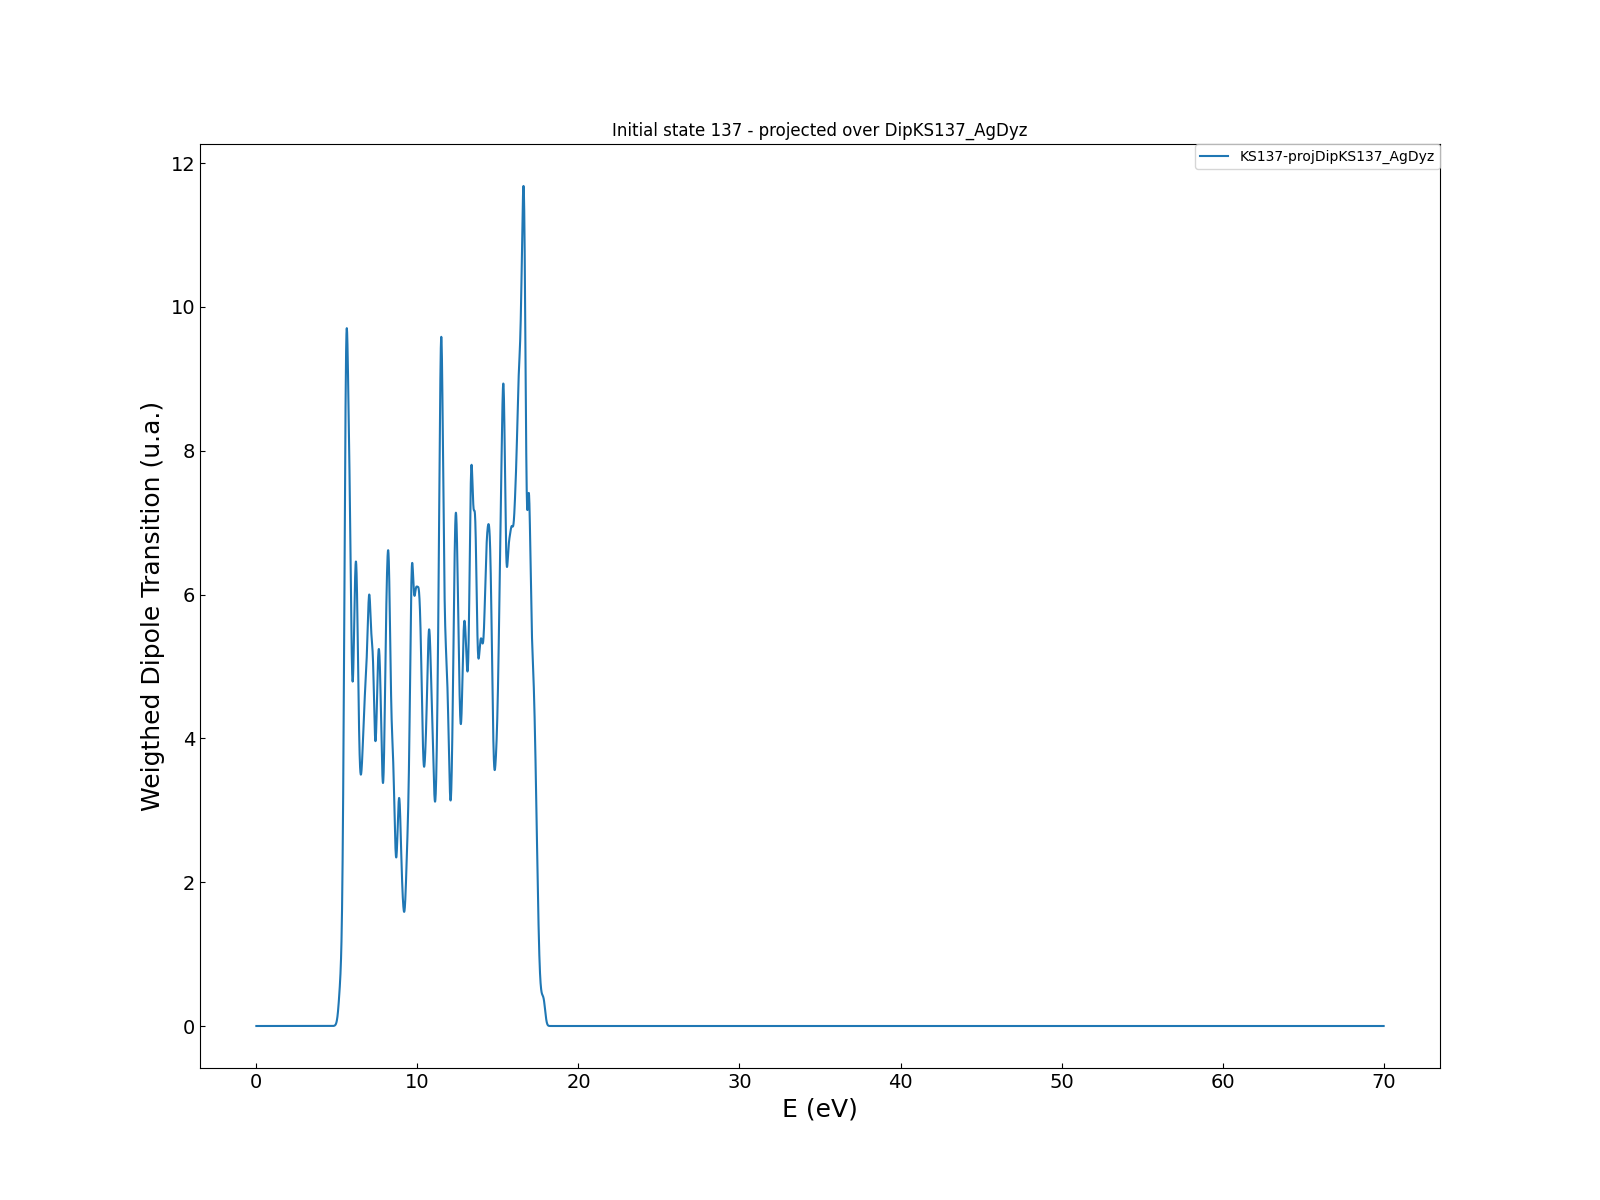 Initial state 137 - projected over DipKS137_AgDyz
KS137-projDipKS137_AgDyz
12
10
8
6
4
2
0
Weigthed Dipole Transition (u.a.)
0 10 20 30 40 50 60 70
E (eV)